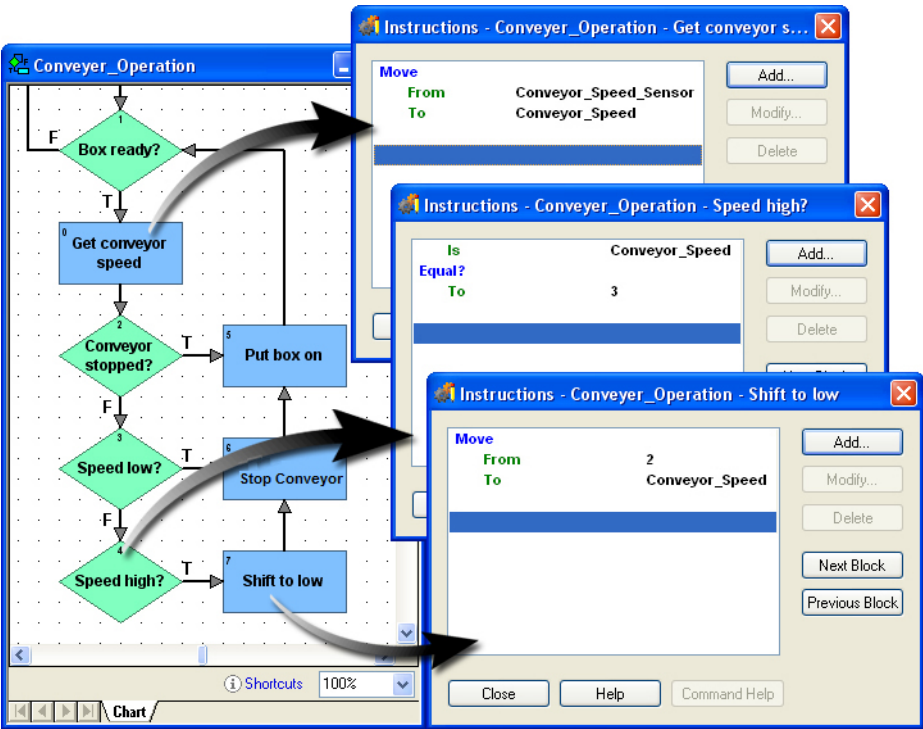 Conveyer_Operation
1
Box ready?
F
T
0
Get conveyor
speed
2
Conveyor
stopped?
T
F
5
Put box on
3
Speed low?
T
F
6
Stop Conveyor
4
Speed high?
T
7
Shift to low
Shortcuts
100%
Chart
Instructions - Conveyer_Operation - Get conveyor s...
Move
From Conveyor_Speed_Sensor
To Conveyor_Speed
Add...
Modify...
Delete
Instructions - Conveyer_Operation - Speed high?
Is Conveyor_Speed
Equal?
To 3
Add...
Modify...
Delete
Instructions - Conveyer_Operation - Shift to low
Move
From 2
To Conveyor_Speed
Add...
Modify...
Delete
Next Block
Previous Block
Close
Help
Command Help